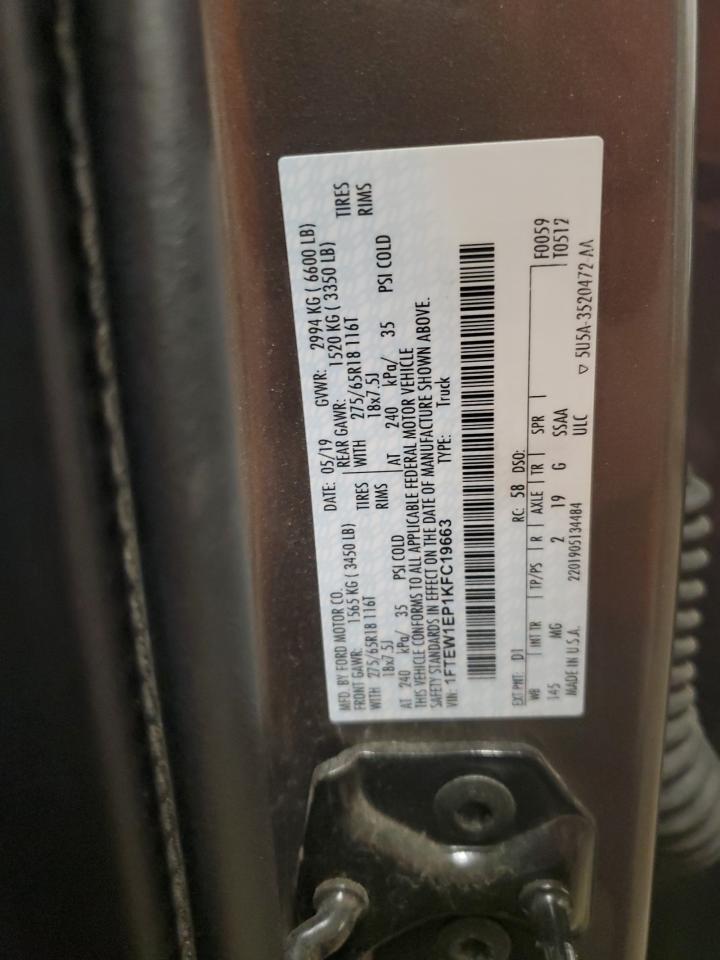 MFD. BY FORD MOTOR CO. DATE: 05/19 GVWR: 2994 KG ( 6600 LB)
FRONT GAWR: 1565 KG ( 3450 LB) REAR GAWR: 1520 KG ( 3350 LB)
WITH 275/65R18 116T TIRES WITH 275/65R18 116T TIRES
18x7.5J RIMS 18x7.5J RIMS
AT 240 kPa/ 35 PSI COLD AT 240 kPa/ 35 PSI COLD
THIS VEHICLE CONFORMS TO ALL APPLICABLE FEDERAL MOTOR VEHICLE
SAFETY STANDARDS IN EFFECT ON THE DATE OF MANUFACTURE SHOWN ABOVE.
VIN: 1FTEW1EP1KFC19663 TYPE: Truck
EXT PNT: D1 RC: 58 DSO: F0059
WB INT TR TP/PS R AXLE TR SPR T0512
145 MG 2 19 G SSAA
MADE IN U.S.A. 2201905134484 ULC ▽ 5U5A-3520472 AA